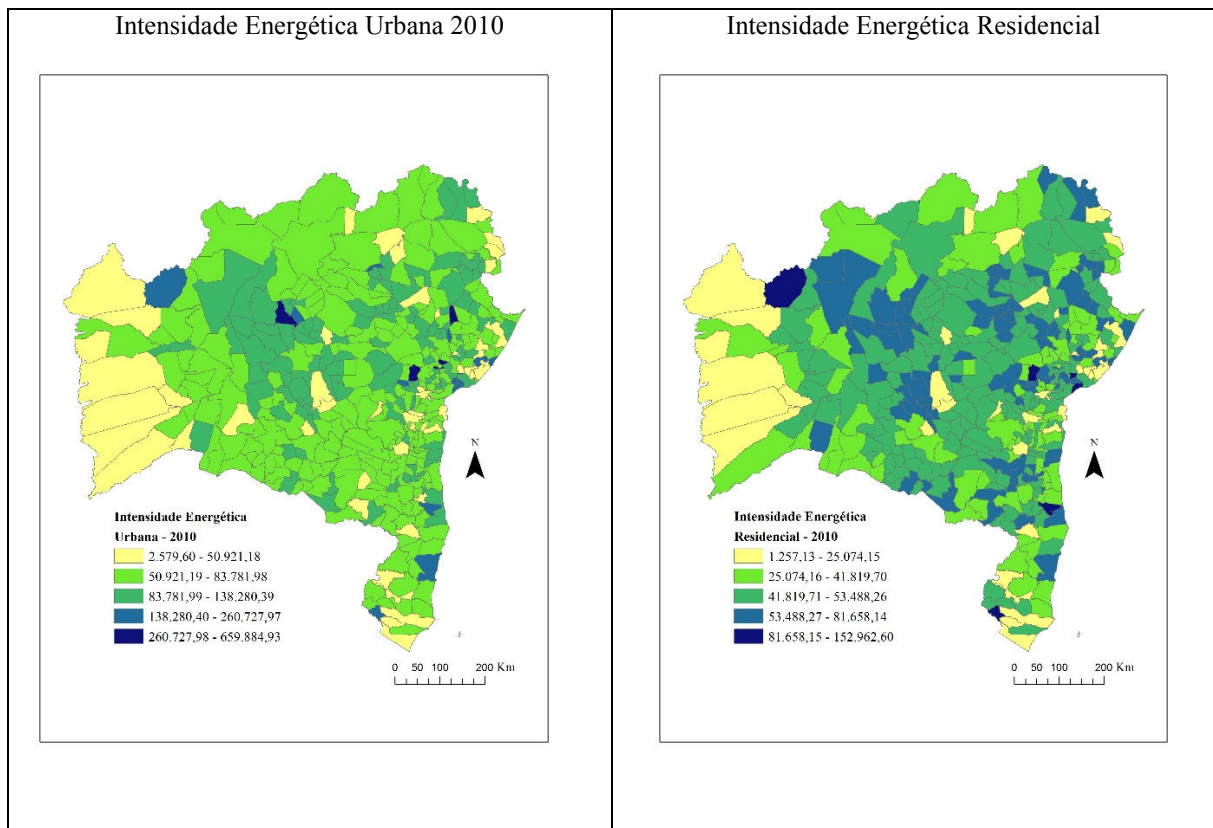 Intensidade Energética Urbana 2010
N
Intensidade Energética
Urbana - 2010
2.579,60 - 50.921,18
50.921,19 - 83.781,98
83.781,99 - 138.280,39
138.280,40 - 260.727,97
260.727,98 - 659.884,93
0 50 100 200 Km
Intensidade Energética Residencial
N
Intensidade Energética
Residencial - 2010
1.257,13 - 25.074,15
25.074,16 - 41.819,70
41.819,71 - 53.488,26
53.488,27 - 81.658,14
81.658,15 - 152.962,60
0 50 100 200 Km